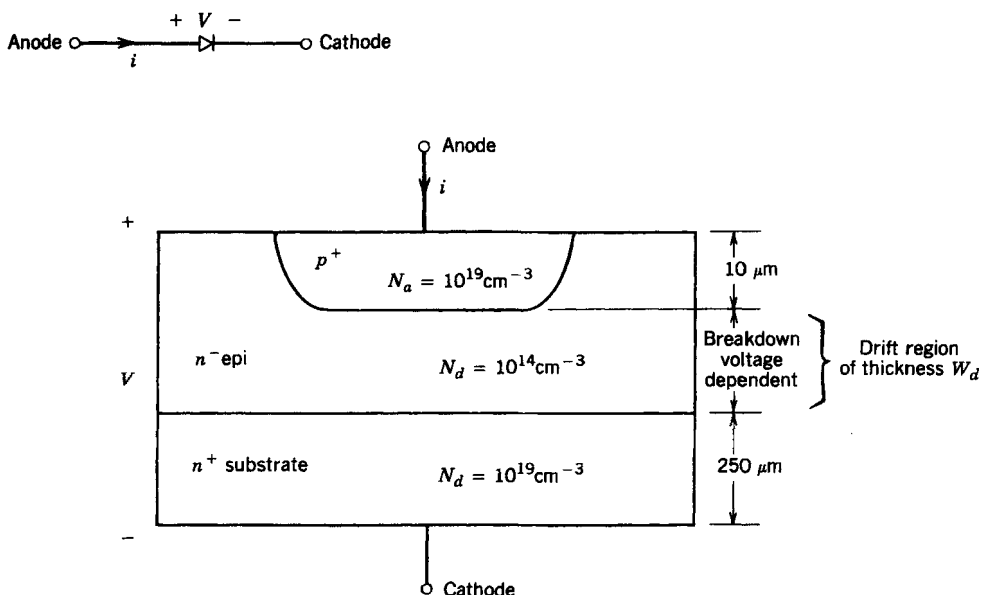 + V −
Anode
Cathode
i
Anode
i
+
p⁺
Nₐ = 10¹⁹cm⁻³
10 μm
n⁻epi
N_d = 10¹⁴cm⁻³
Breakdown
voltage
dependent
Drift region
of thickness W_d
V
n⁺ substrate
N_d = 10¹⁹cm⁻³
250 μm
−
Cathode